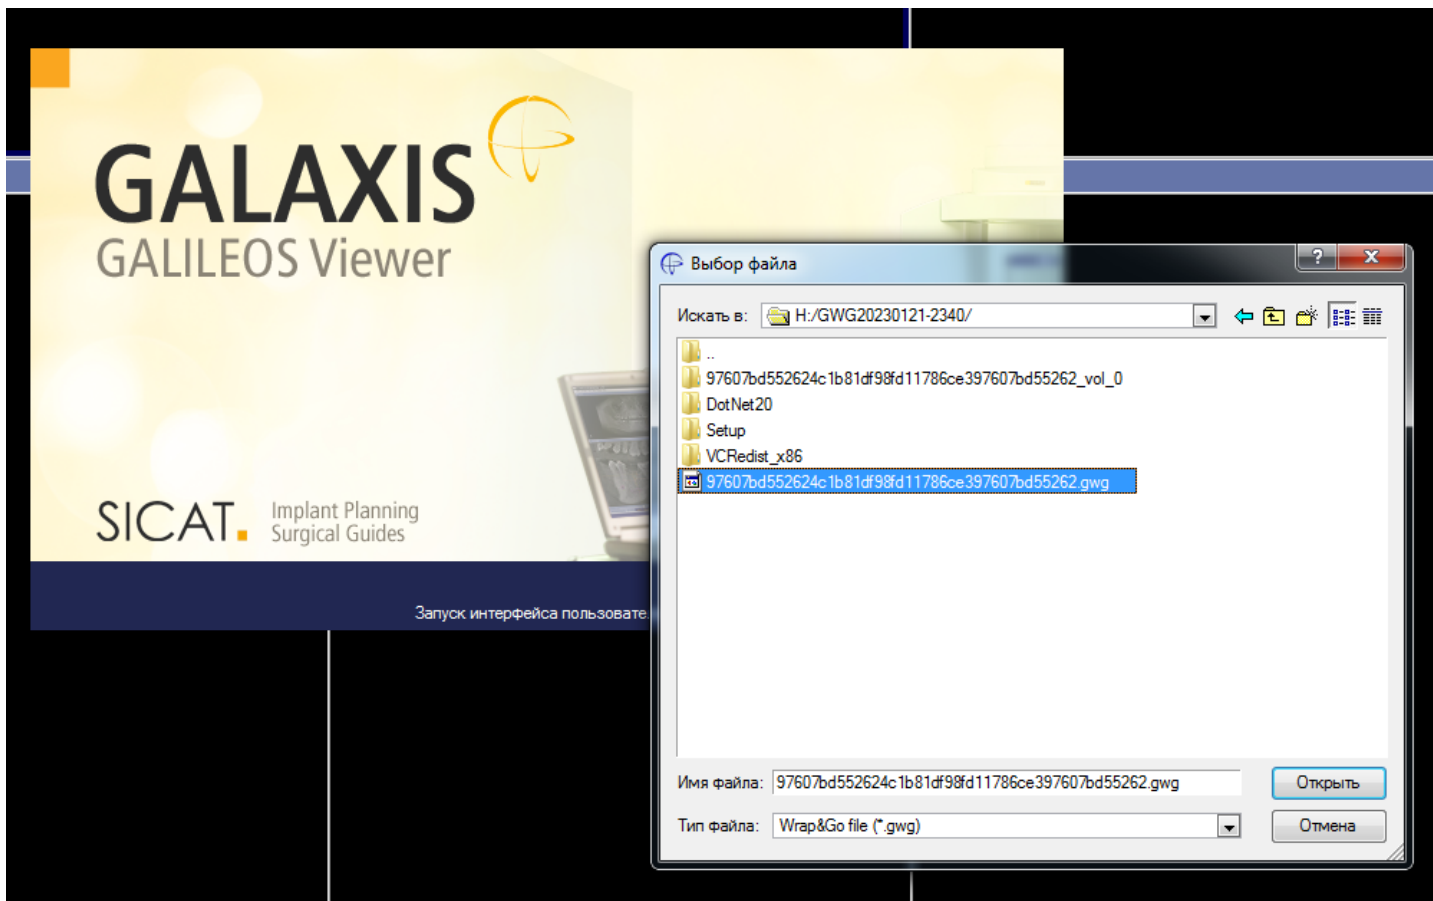 GALAXIS
GALILEOS Viewer
SICAT. Implant Planning
Surgical Guides
Запуск интерфейса
Выбор файла
?
X
Искать в: H:/GWG20230121-2340/
..
97607bd552624c1b81df98fd11786ce397607bd55262_vol_0
DotNet20
Setup
VCRedist_x86
97607bd552624c1b81df98fd11786ce397607bd55262.gwg
Имя файла: 97607bd552624c1b81df98fd11786ce397607bd55262.gwg Открыть
Тип файла: Wrap&Go file (*.gwg) Отмена